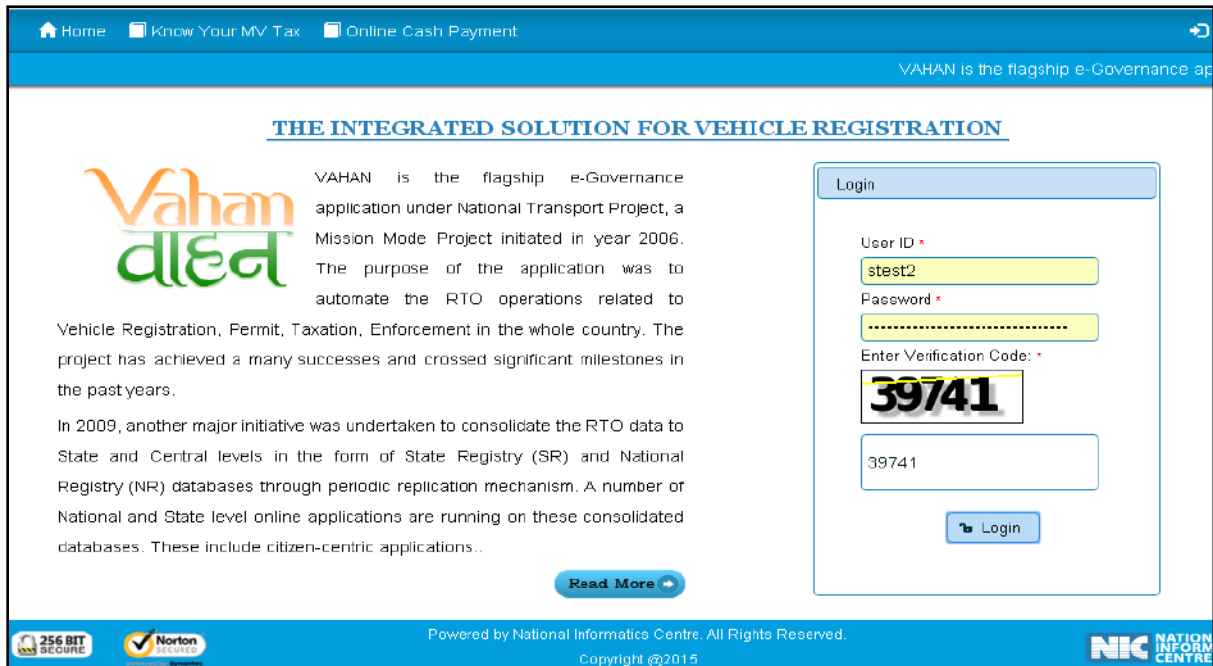 Home Know Your MV Tax Online Cash Payment
VAHAN is the flagship e-Governance ap
THE INTEGRATED SOLUTION FOR VEHICLE REGISTRATION
Vahan
वाहन
VAHAN is the flagship e-Governance
application under National Transport Project, a
Mission Mode Project initiated in year 2006.
The purpose of the application was to
automate the RTO operations related to
Vehicle Registration, Permit, Taxation, Enforcement in the whole country. The
project has achieved a many successes and crossed significant milestones in
the past years.
In 2009, another major initiative was undertaken to consolidate the RTO data to
State and Central levels in the form of State Registry (SR) and National
Registry (NR) databases through periodic replication mechanism. A number of
National and State level online applications are running on these consolidated
databases. These include citizen-centric applications..
Read More
Login
User ID *
stest2
Password *
Enter Verification Code: *
39741
39741
Login
256 BIT
SECURE
Norton
SECURED
powered by Symantec
Powered by National Informatics Centre. All Rights Reserved.
Copyright @2015
NIC
NATION
INFORM
CENTRE